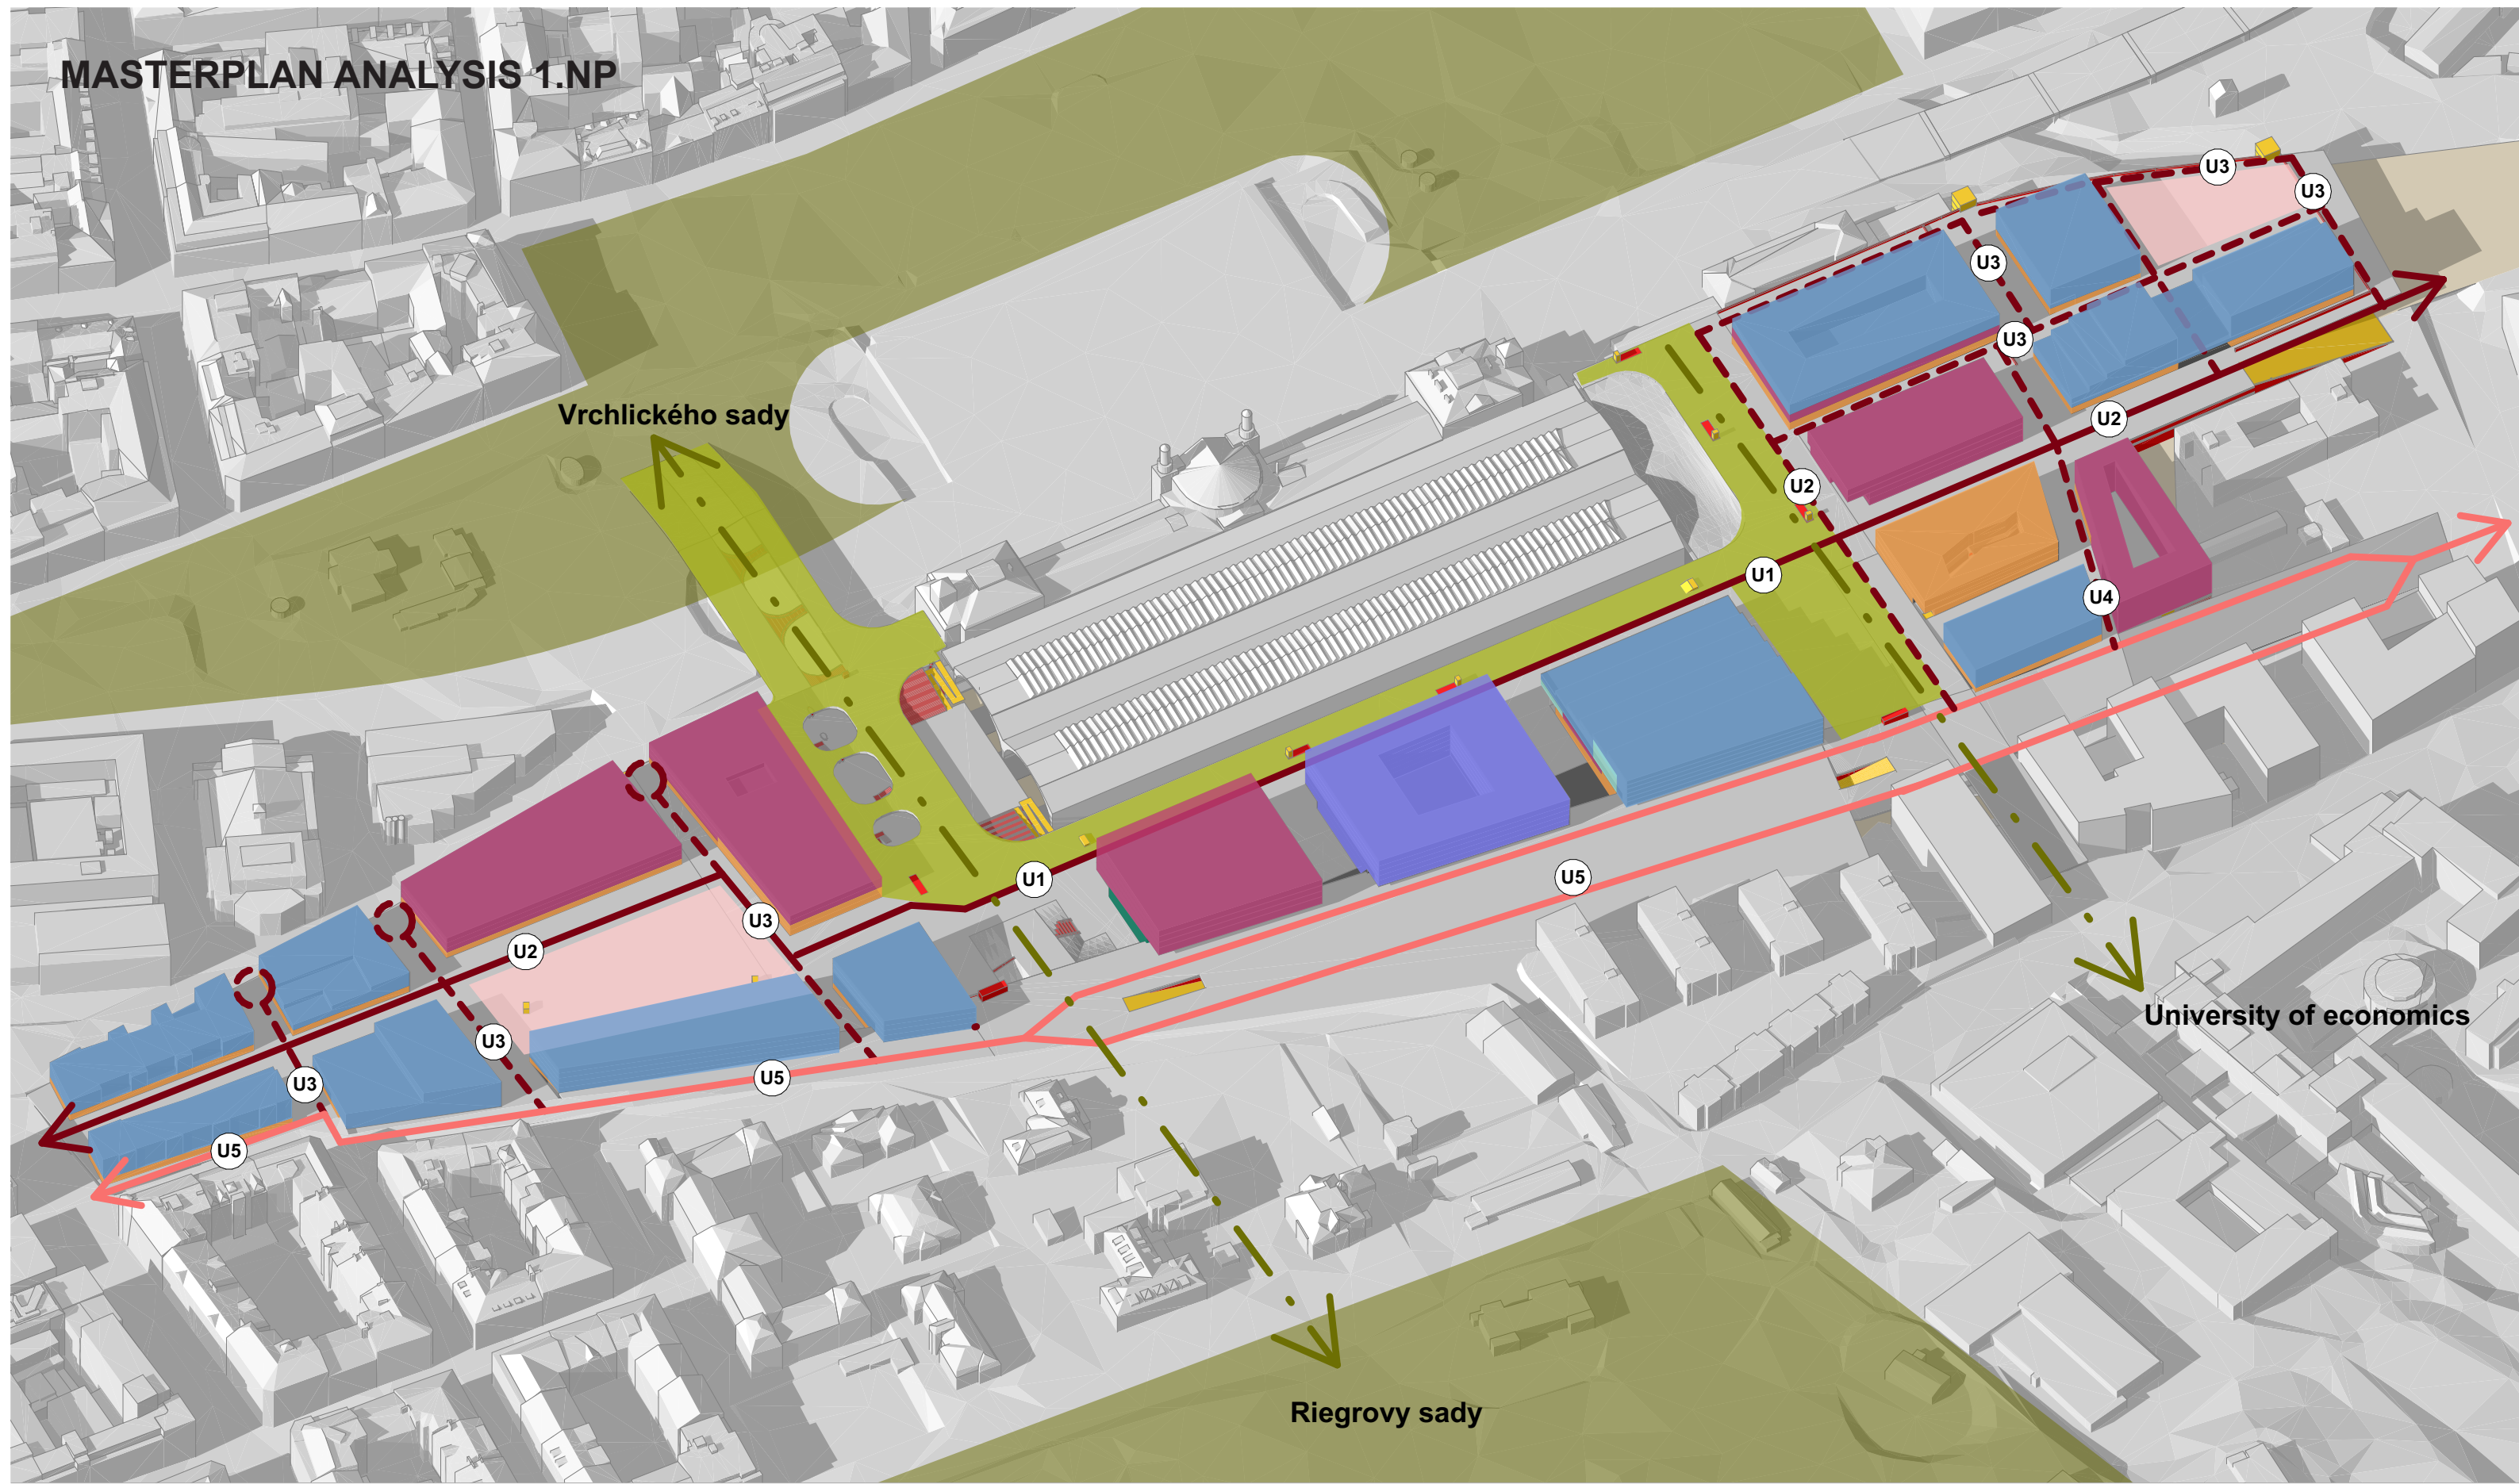 MASTERPLAN ANALYSIS 1.NP
U3
U3
U3
U3
Vrchlického sady
U2
U2
U1
U4
U1
U5
U3
U2
U3
U5
U3
U5
University of economics
Riegrovy sady